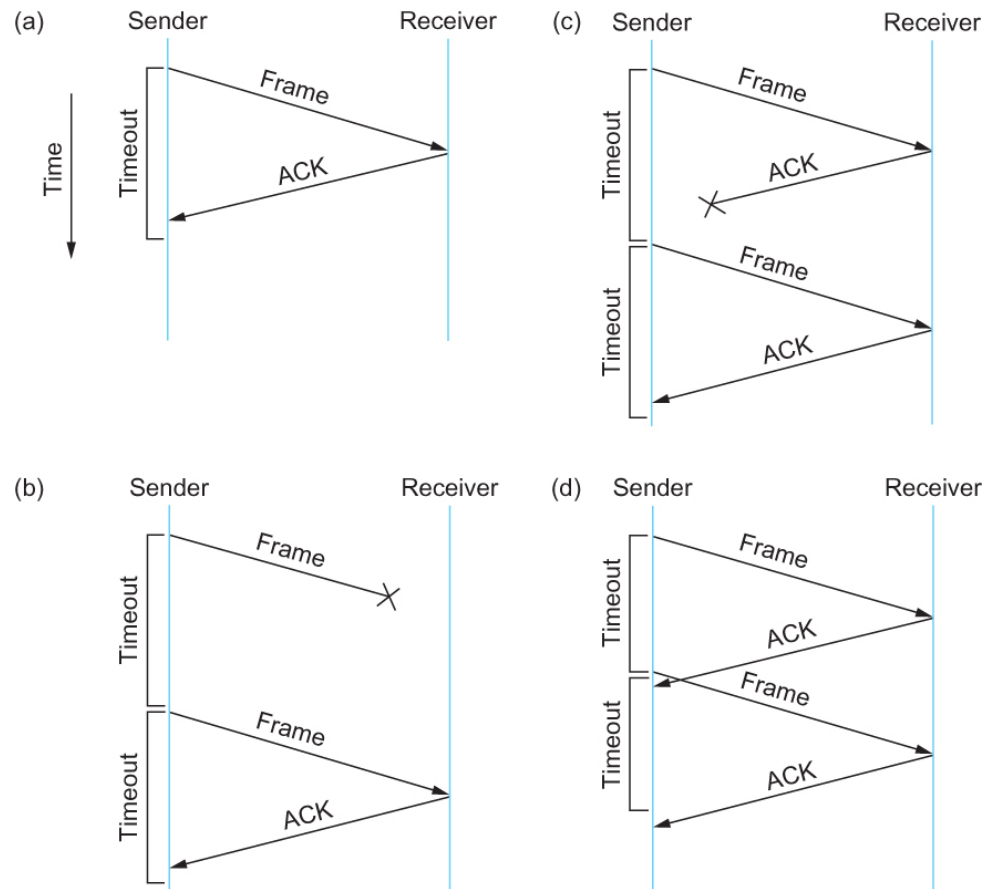 (a)
Sender
Receiver
Time
Timeout
Frame
ACK
(c)
Sender
Receiver
Timeout
Frame
ACK
Timeout
Frame
ACK
(b)
Sender
Receiver
Timeout
Frame
Timeout
Frame
ACK
(d)
Sender
Receiver
Timeout
Frame
ACK
Timeout
Frame
ACK